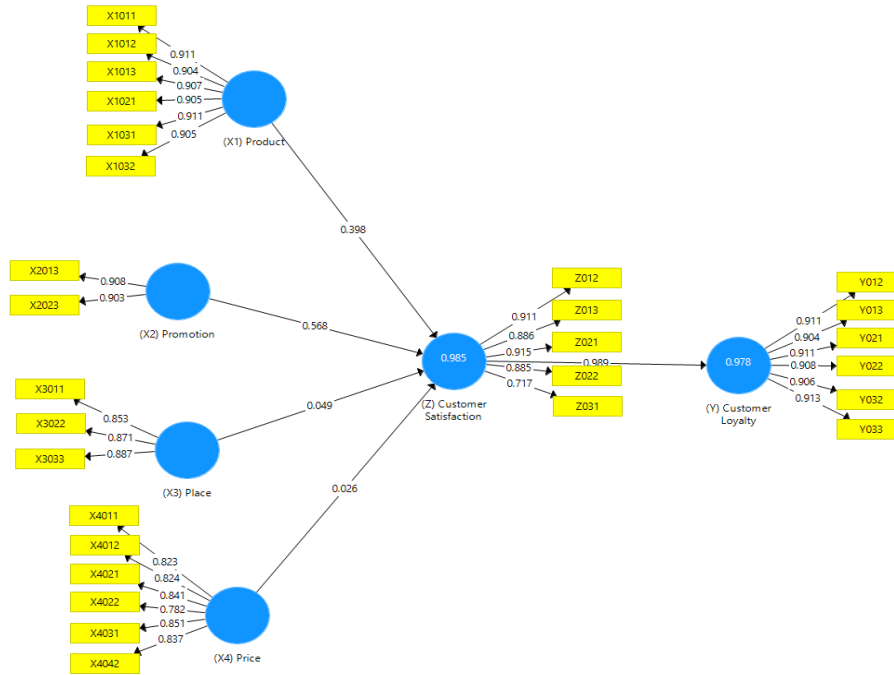 X1011
X1012
X1013
X1021
X1031
X1032
0.911
0.904
0.907
0.905
0.911
0.905
(X1) Product
0.398
X2013
X2023
0.908
0.903
(X2) Promotion
0.568
X3011
X3022
X3033
0.853
0.871
0.887
(X3) Place
0.049
X4011
X4012
X4021
X4022
X4031
X4042
0.823
0.824
0.841
0.782
0.851
0.837
(X4) Price
0.026
0.985
(Z) Customer
Satisfaction
Z012
Z013
Z021
Z022
Z031
0.911
0.886
0.915
0.885
0.717
0.989
0.978
(Y) Customer
Loyalty
Y012
Y013
Y021
Y022
Y032
Y033
0.911
0.904
0.911
0.908
0.906
0.913